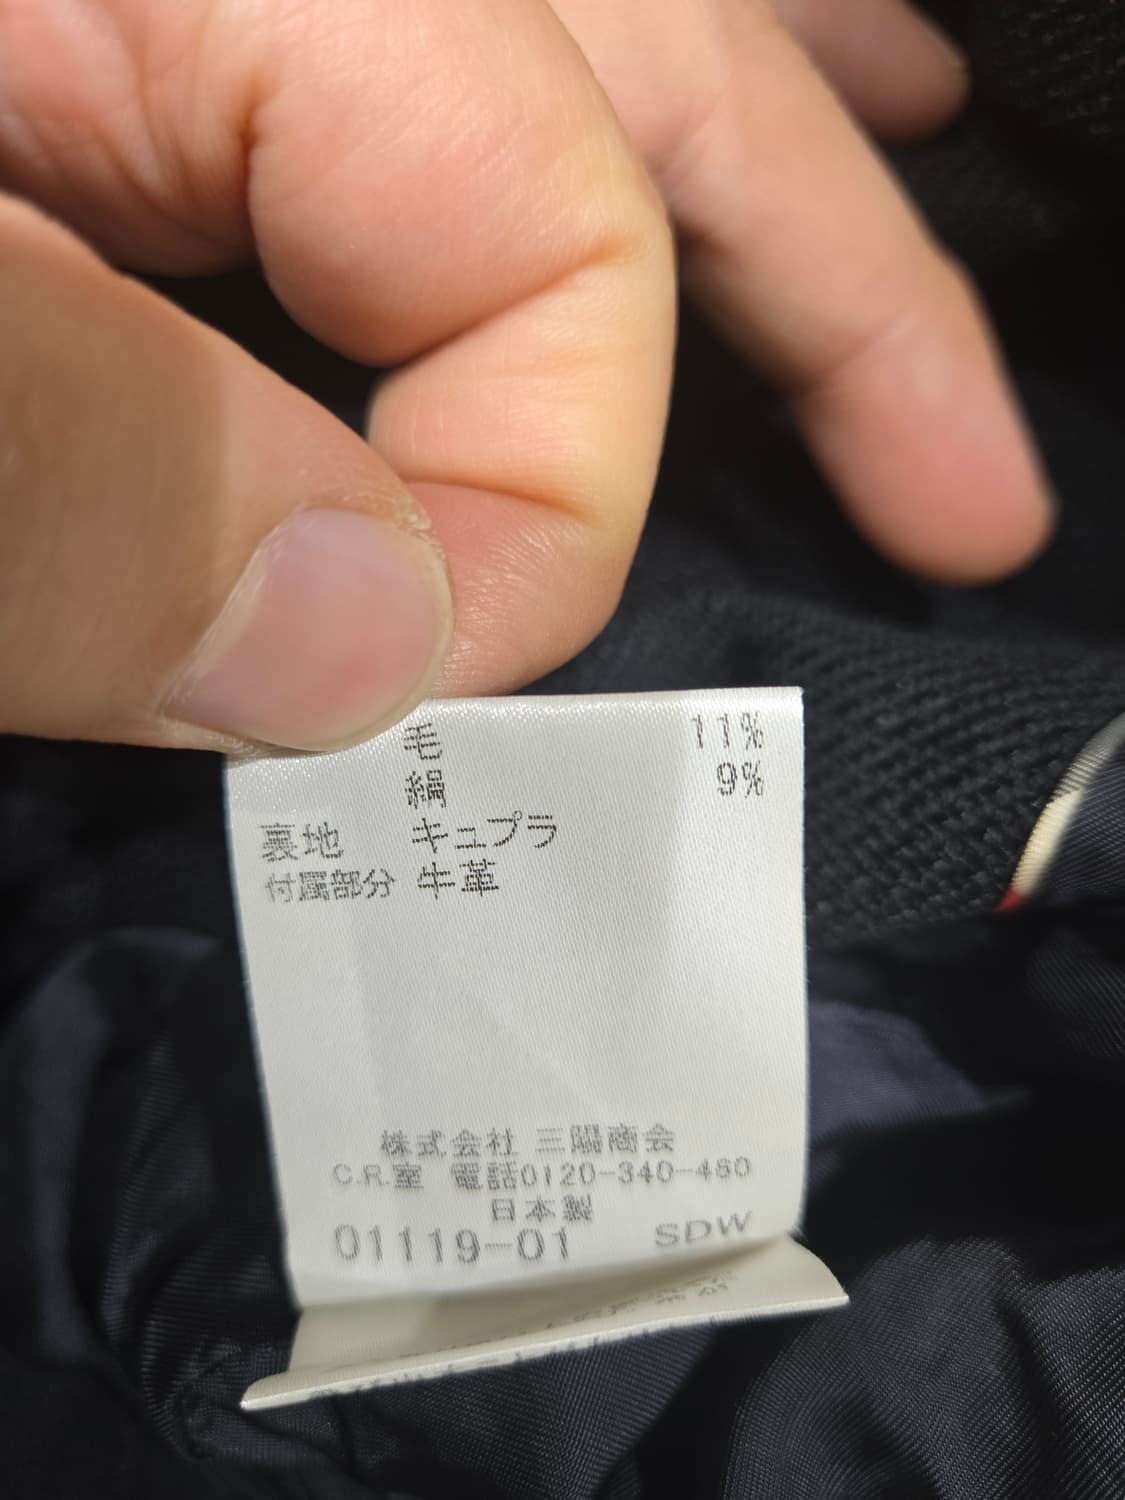 毛 11%
絹 9%
裏地 キュプラ
付属部分 牛革
株式会社 三陽商会
C.R.室 電話0120-340-460
日本製
01119-01 SDW